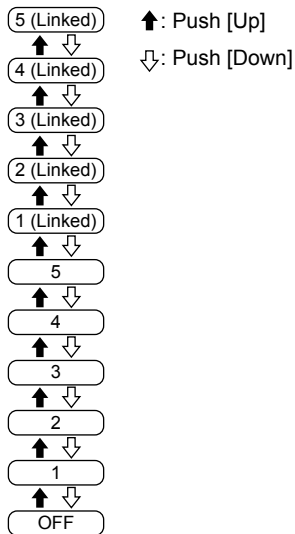 5 (Linked)
: Push [Up]
: Push [Down]
4 (Linked)
3 (Linked)
2 (Linked)
1 (Linked)
5
4
3
2
1
OFF